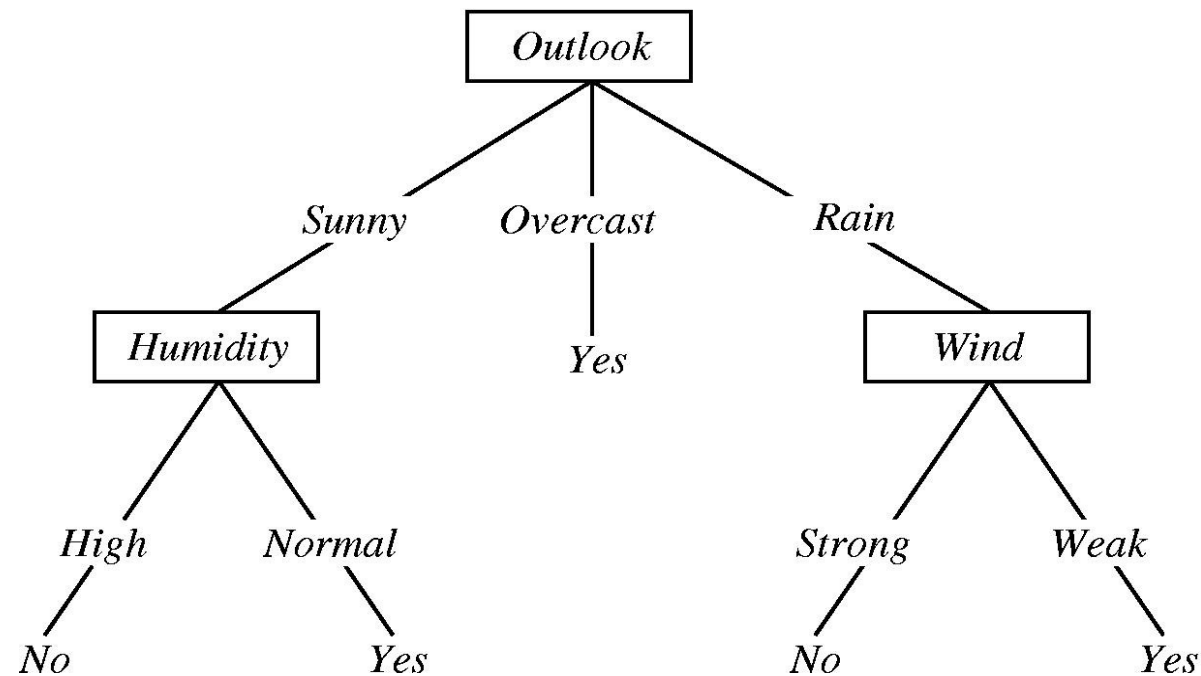 Outlook
Sunny Overcast Rain
Humidity Yes Wind
High Normal Strong Weak
No Yes No Yes